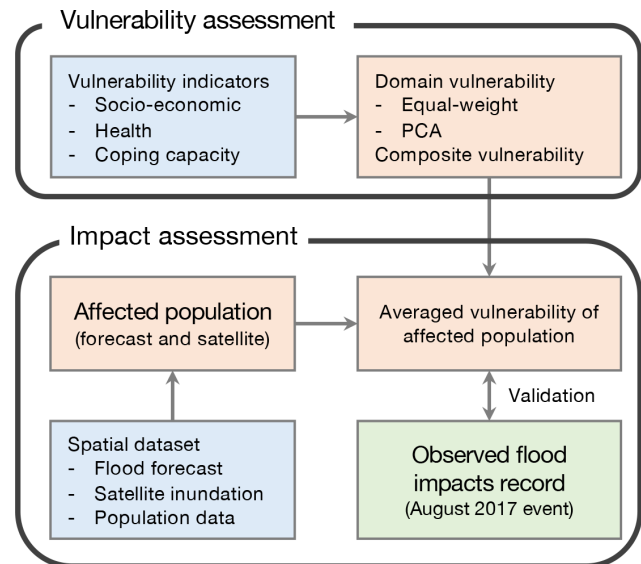 Vulnerability assessment
Vulnerability indicators
- Socio-economic
- Health
- Coping capacity
Domain vulnerability
- Equal-weight
- PCA
Composite vulnerability
Impact assessment
Affected population
(forecast and satellite)
Averaged vulnerability of
affected population
Validation
Spatial dataset
- Flood forecast
- Satellite inundation
- Population data
Observed flood
impacts record
(August 2017 event)